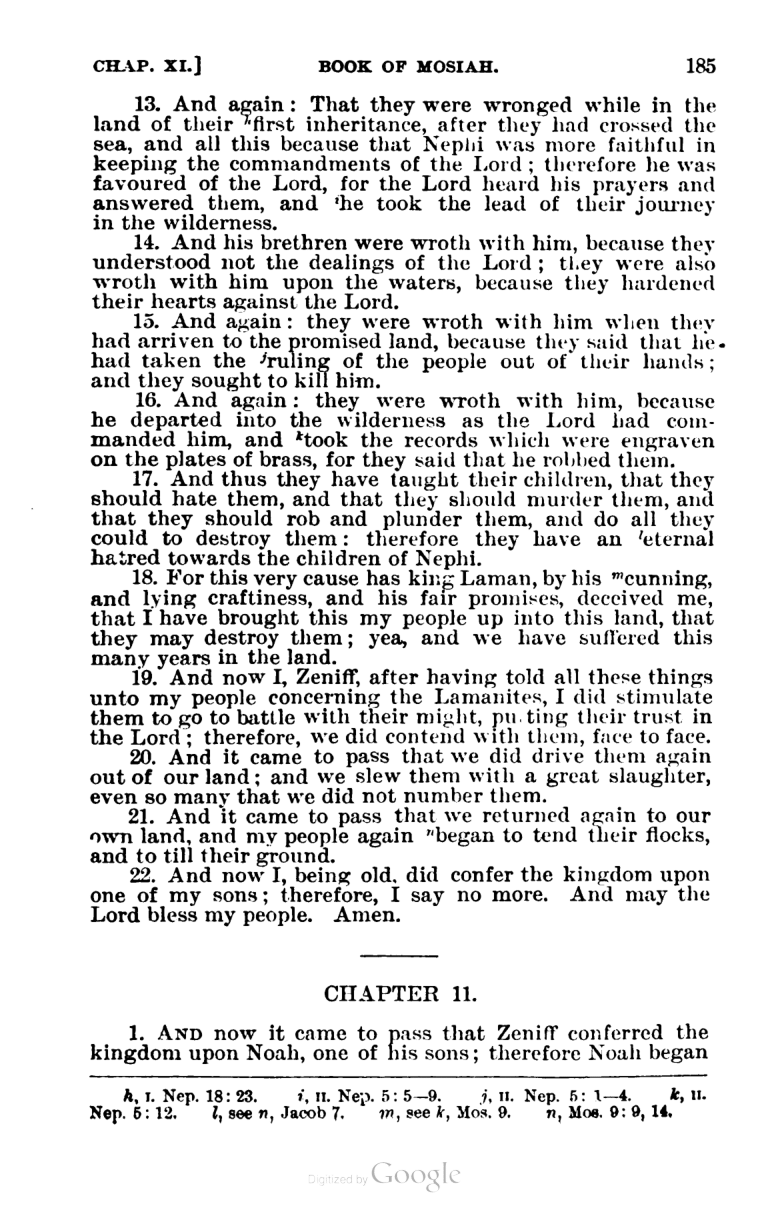 CHAP. XI.] BOOK OF MOSIAH. 185
13. And again: That they were wronged while in the
land of their hfirst inheritance, after they had crossed the
sea, and all this because that Nephi was more faithful in
keeping the commandments of the Lord; therefore he was
favoured of the Lord, for the Lord heard his prayers and
answered them, and ihe took the lead of their journey
in the wilderness.
14. And his brethren were wroth with him, because they
understood not the dealings of the Lord; they were also
wroth with him upon the waters, because they hardened
their hearts against the Lord.
15. And again: they were wroth with him when they
had arriven to the promised land, because they said that he
had taken the jruling of the people out of their hands;
and they sought to kill him.
16. And again: they were wroth with him, because
he departed into the wilderness as the Lord had com-
manded him, and ktook the records which were engraven
on the plates of brass, for they said that he robbed them.
17. And thus they have taught their children, that they
should hate them, and that they should murder them, and
that they should rob and plunder them, and do all they
could to destroy them: therefore they have an leternal
hatred towards the children of Nephi.
18. For this very cause has king Laman, by his mcunning,
and lying craftiness, and his fair promises, deceived me,
that I have brought this my people up into this land, that
they may destroy them; yea, and we have suffered this
many years in the land.
19. And now I, Zeniff, after having told all these things
unto my people concerning the Lamanites, I did stimulate
them to go to battle with their might, putting their trust in
the Lord; therefore, we did contend with them, face to face.
20. And it came to pass that we did drive them again
out of our land; and we slew them with a great slaughter,
even so many that we did not number them.
21. And it came to pass that we returned again to our
own land, and my people again nbegan to tend their flocks,
and to till their ground.
22. And now I, being old, did confer the kingdom upon
one of my sons; therefore, I say no more. And may the
Lord bless my people. Amen.
CHAPTER 11.
1. AND now it came to pass that Zeniff conferred the
kingdom upon Noah, one of his sons; therefore Noah began
h, I. Nep. 18: 23. i, II. Nep. 5: 5—9. j, II. Nep. 5: 1—4. k, II.
Nep. 5: 12. l, see n, Jacob 7. m, see k, Mos. 9. n, Mos. 9: 9, 14.
Digitized by Google